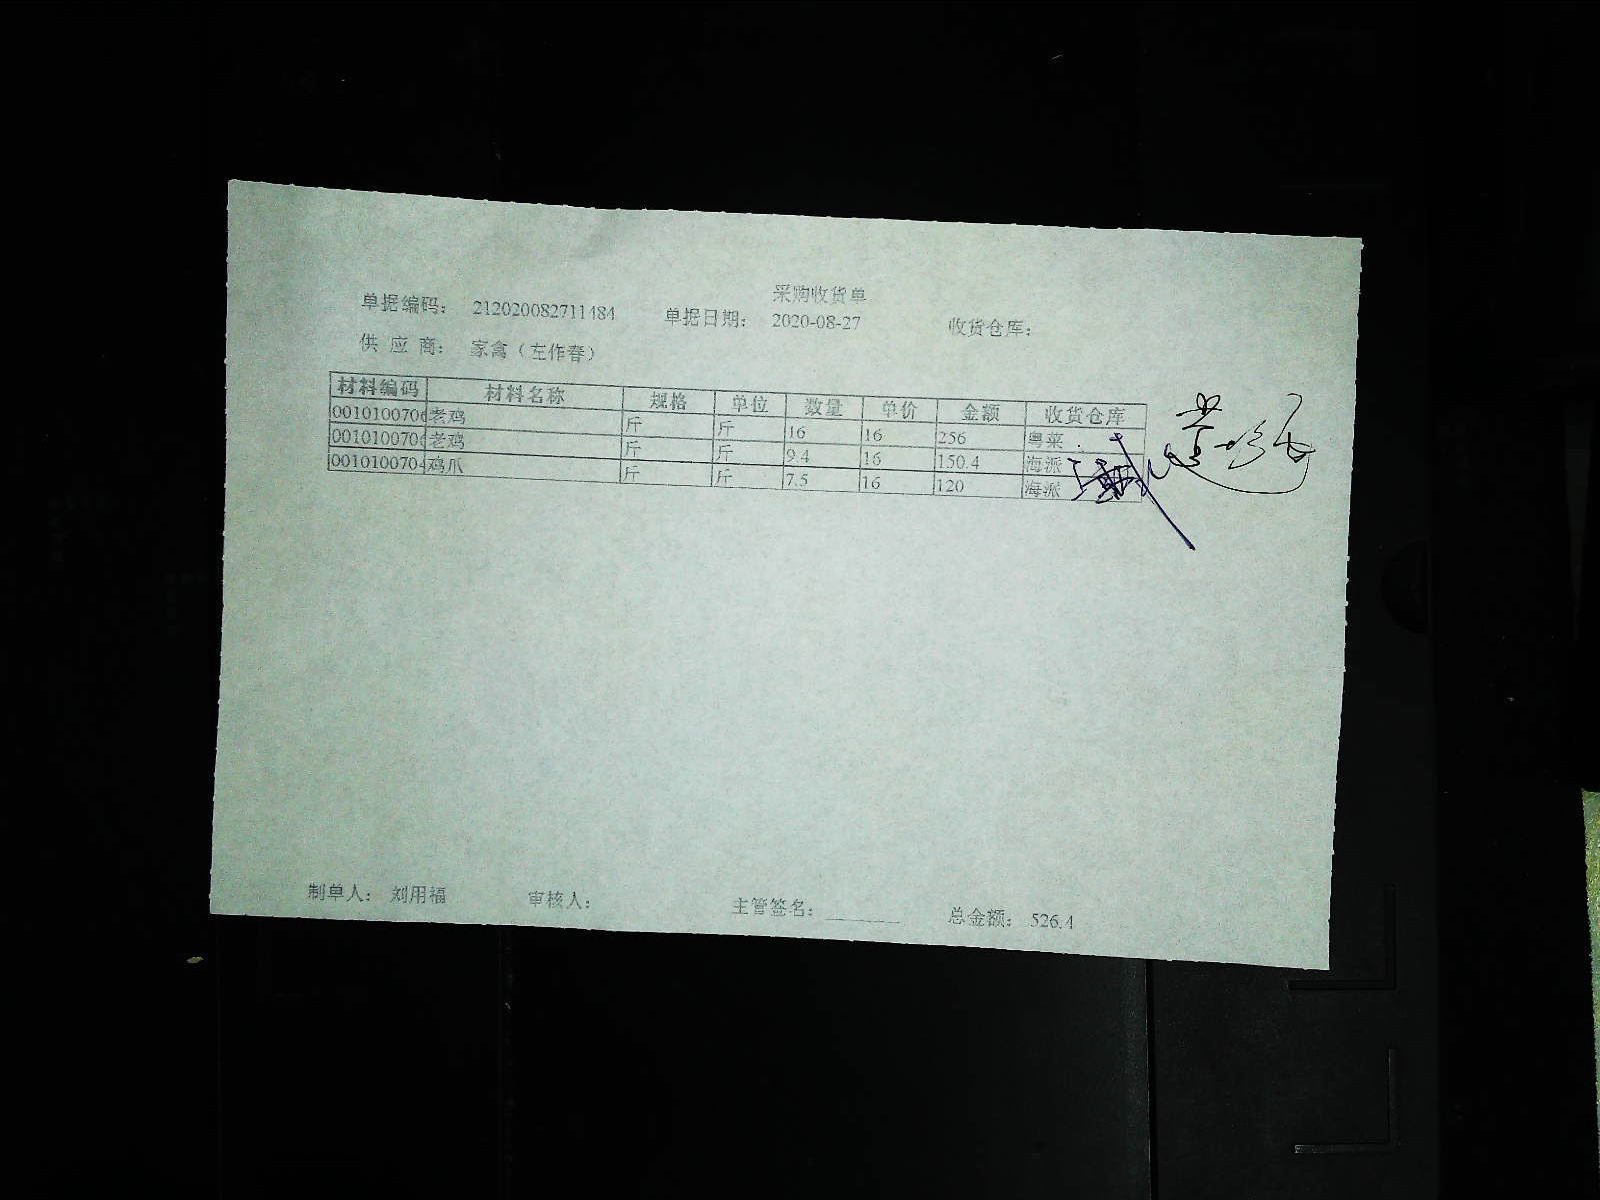 采购收货单
单据编码： 212020082711484 单据日期： 2020-08-27 收货仓库：
供 应 商： 家禽（左作春）
材料编码 材料名称 规格 单位 数量 单价 金额 收货仓库
0010100706 老鸡 斤 斤 16 16 256 粤菜
0010100706 老鸡 斤 斤 9.4 16 150.4 海派
0010100704 鸡爪 斤 斤 7.5 16 120 海派
制单人： 刘用福 审核人： 主管签名： 总金额： 526.4